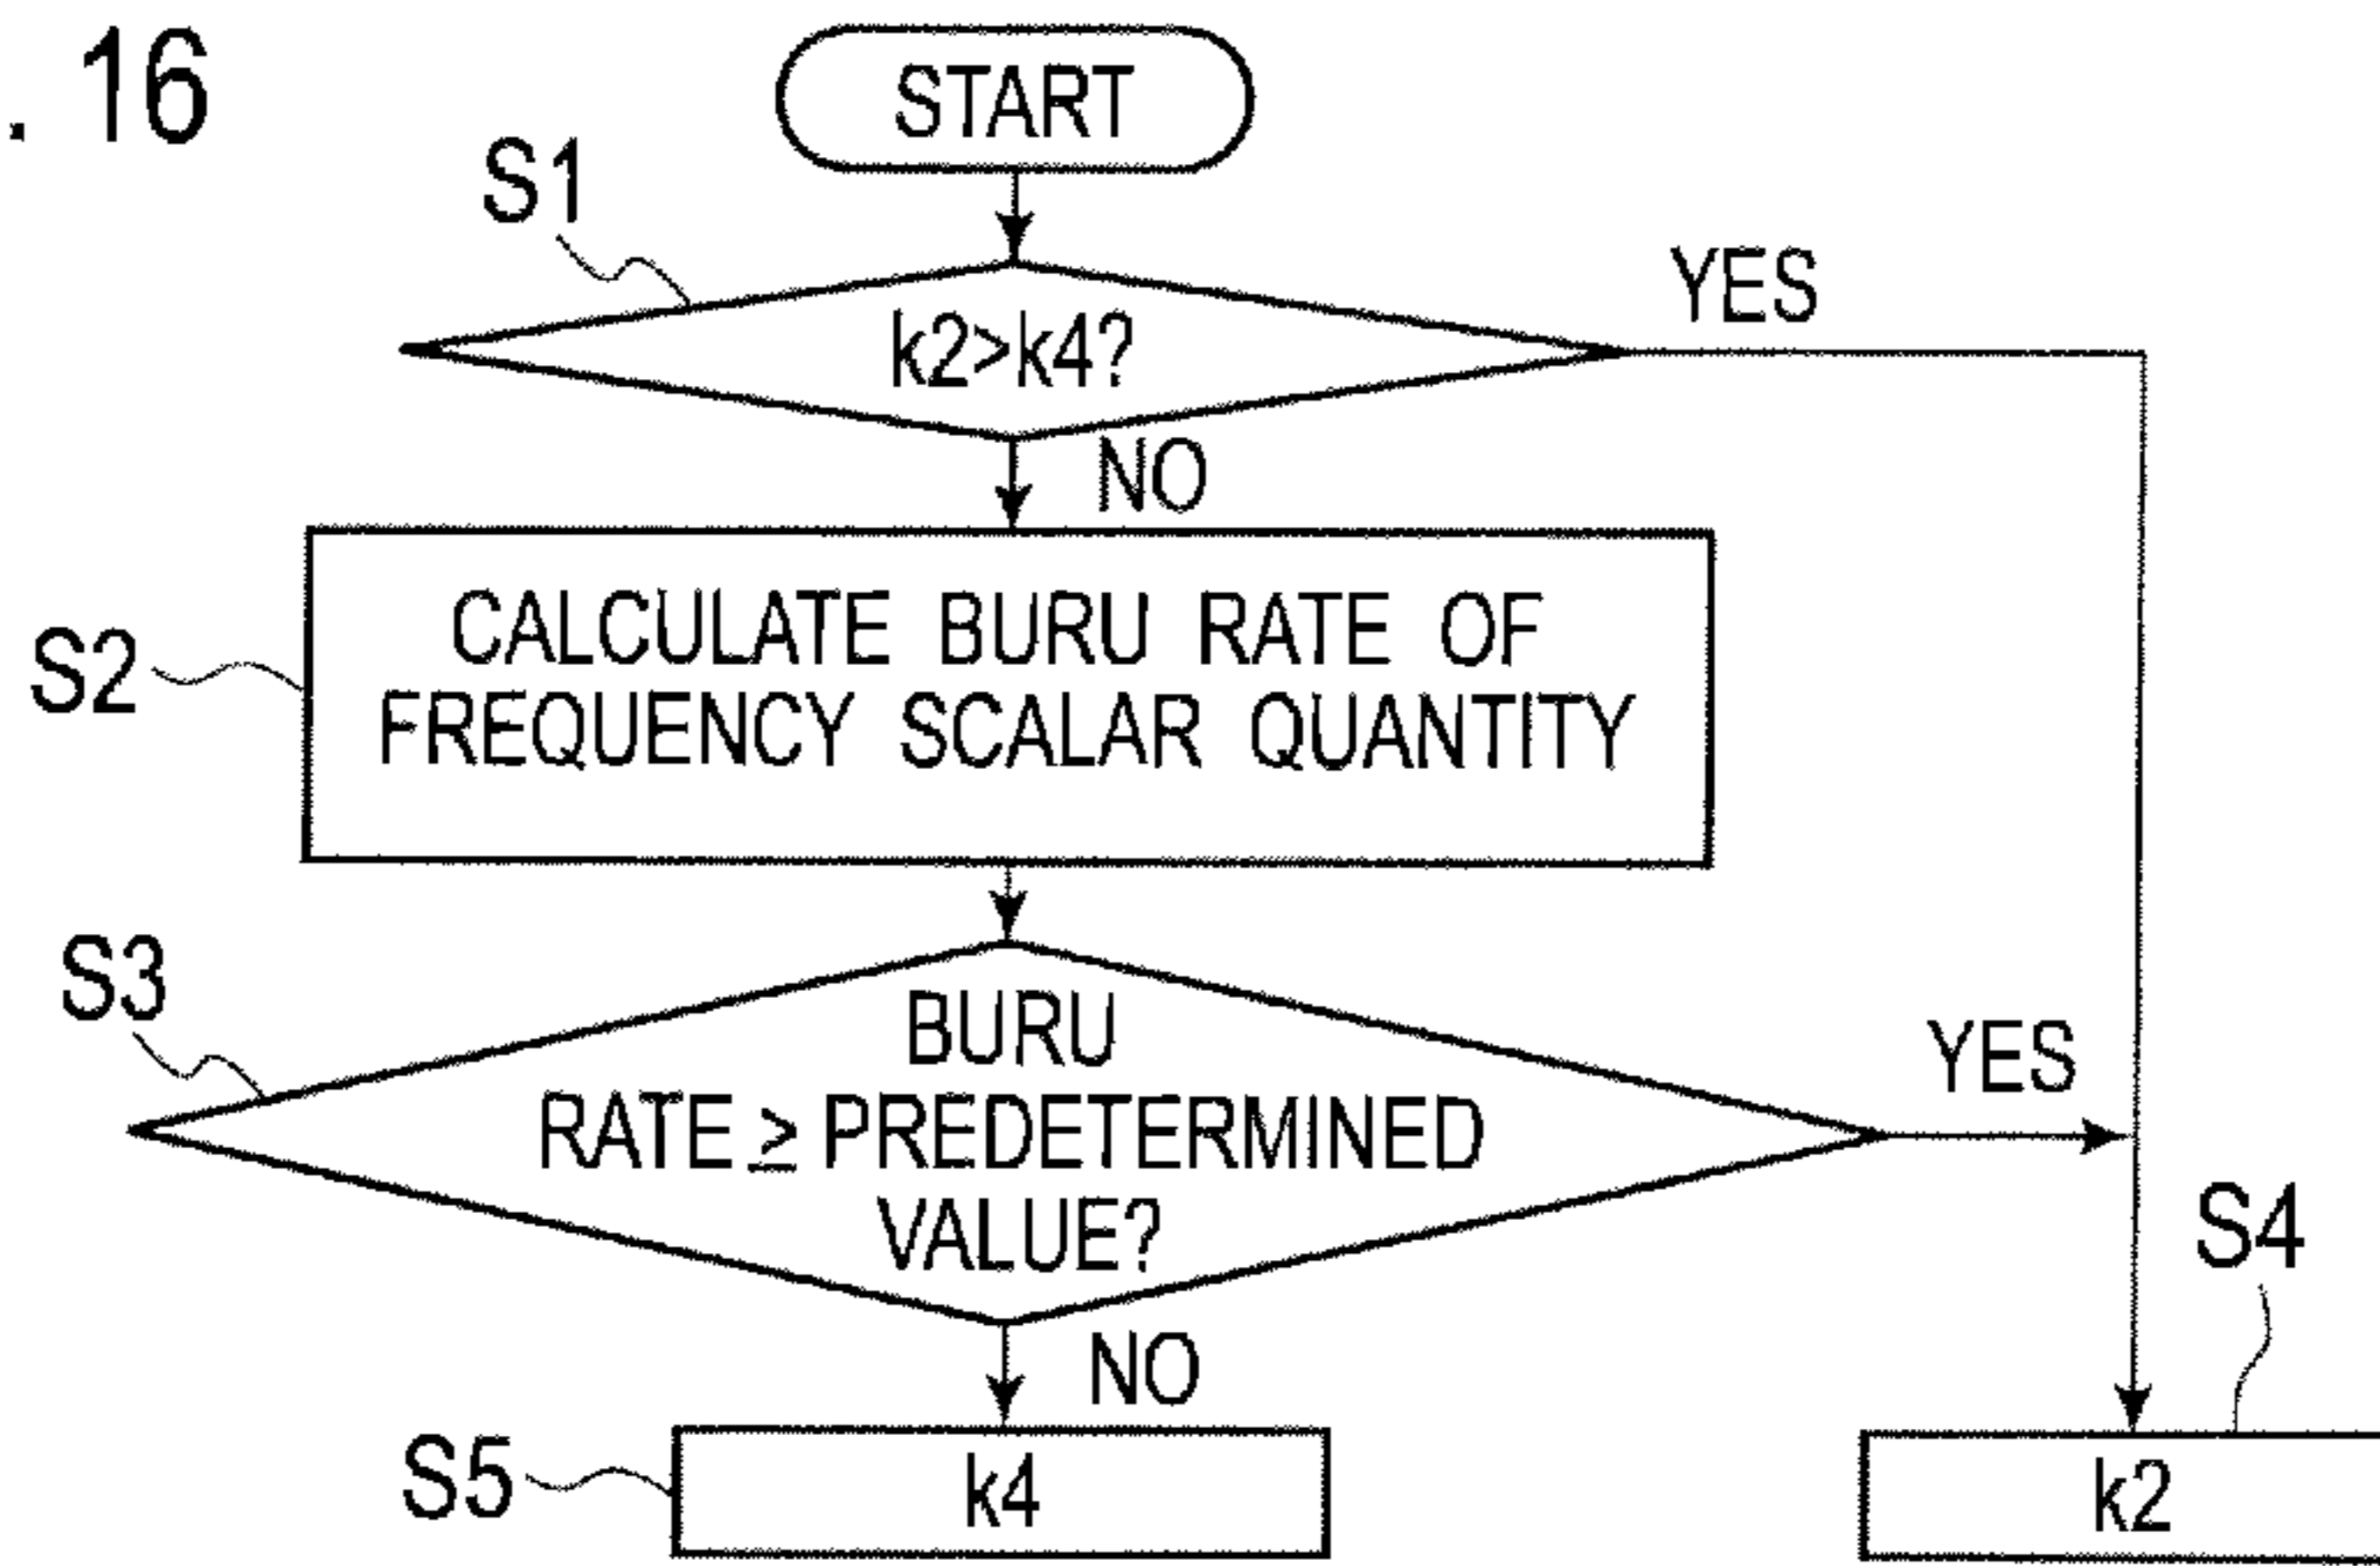 . 16
START
S1
k2>k4?
YES
NO
S2
CALCULATE BURU RATE OF
FREQUENCY SCALAR QUANTITY
S3
BURU
RATE ≥ PREDETERMINED
VALUE?
YES
NO
S4
S5
k4
k2